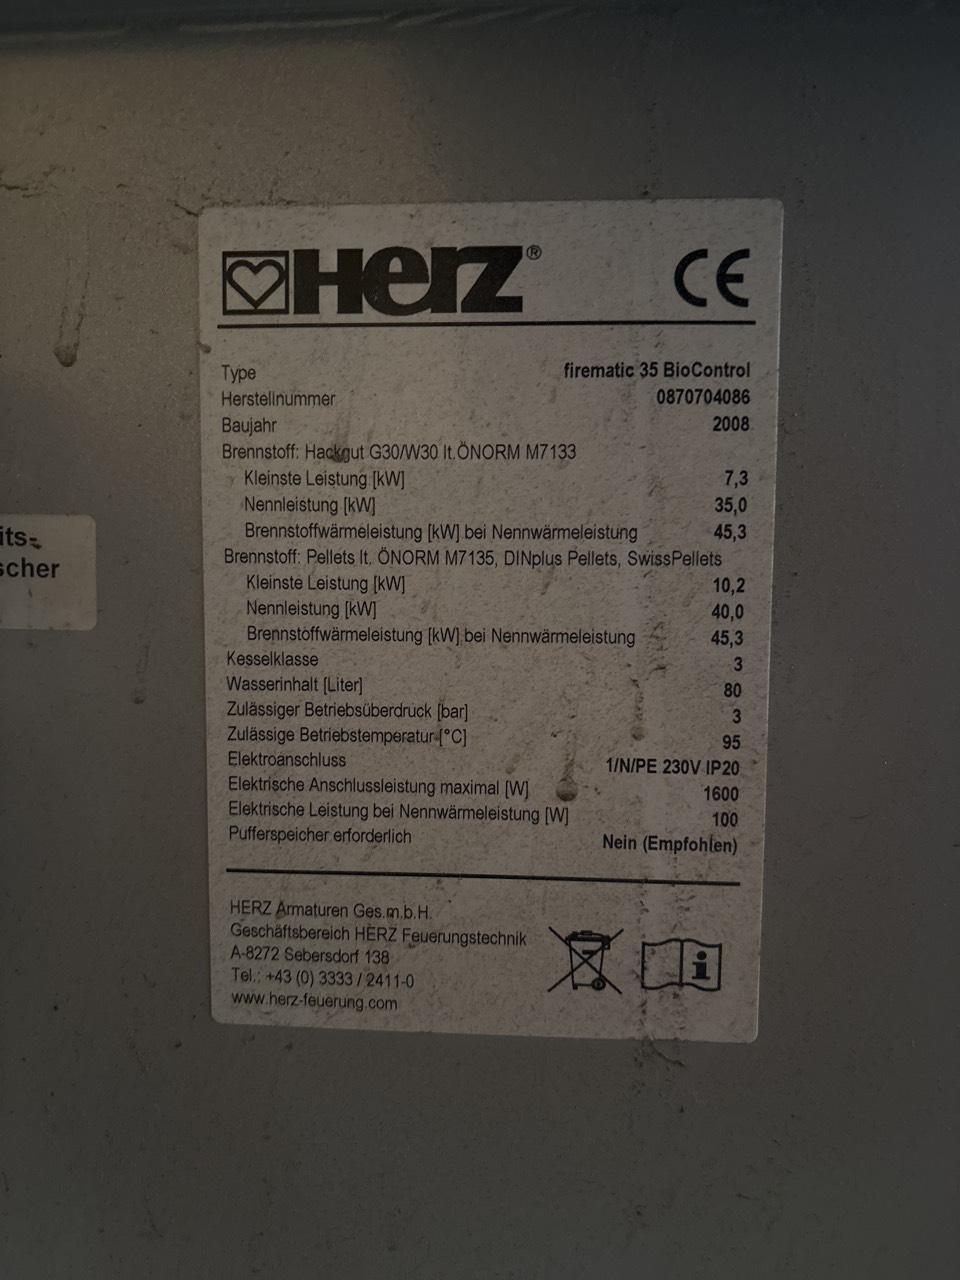 Herz® CE
Type firematic 35 BioControl
Herstellnummer 0870704086
Baujahr 2008
Brennstoff: Hackgut G30/W30 lt.ÖNORM M7133
Kleinste Leistung [kW] 7,3
Nennleistung [kW] 35,0
Brennstoffwärmeleistung [kW] bei Nennwärmeleistung 45,3
Brennstoff: Pellets lt. ÖNORM M7135, DINplus Pellets, SwissPellets
Kleinste Leistung [kW] 10,2
Nennleistung [kW] 40,0
Brennstoffwärmeleistung [kW] bei Nennwärmeleistung 45,3
Kesselklasse 3
Wasserinhalt [Liter] 80
Zulässiger Betriebsüberdruck [bar] 3
Zulässige Betriebstemperatur [°C] 95
Elektroanschluss 1/N/PE 230V IP20
Elektrische Anschlussleistung maximal [W] 1600
Elektrische Leistung bei Nennwärmeleistung [W] 100
Pufferspeicher erforderlich Nein (Empfohlen)
HERZ Armaturen Ges.m.b.H.
Geschäftsbereich HERZ Feuerungstechnik
A-8272 Sebersdorf 138
Tel.: +43 (0) 3333 / 2411-0
www.herz-feuerung.com
its-
scher